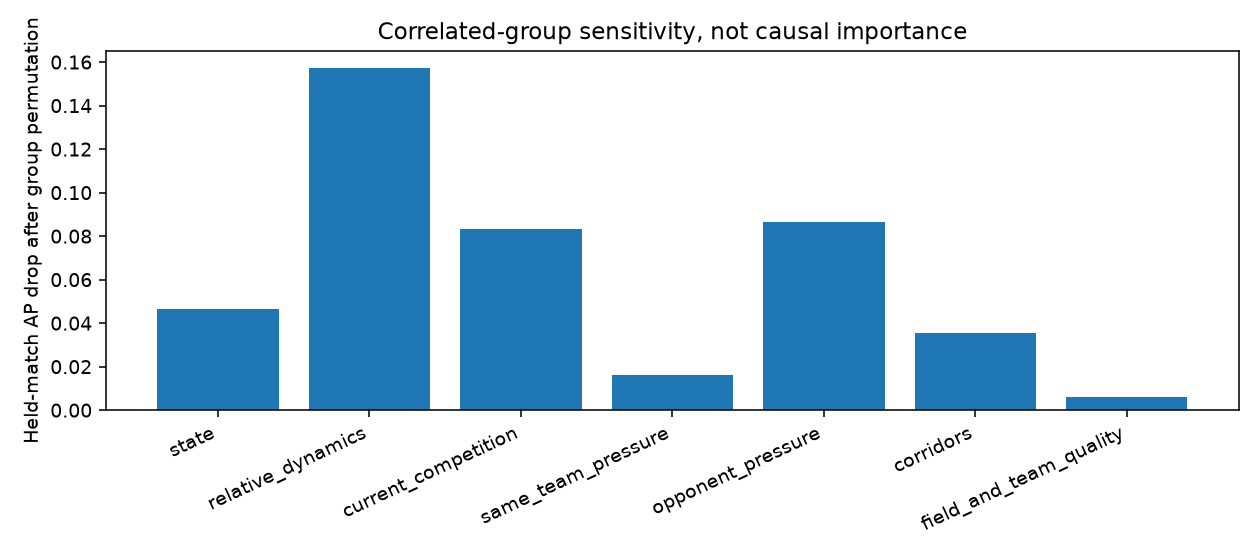 Correlated-group sensitivity, not causal importance
Held-match AP drop after group permutation
0.16
0.14
0.12
0.10
0.08
0.06
0.04
0.02
0.00
state
relative_dynamics
current_competition
same_team_pressure
opponent_pressure
corridors
field_and_team_quality